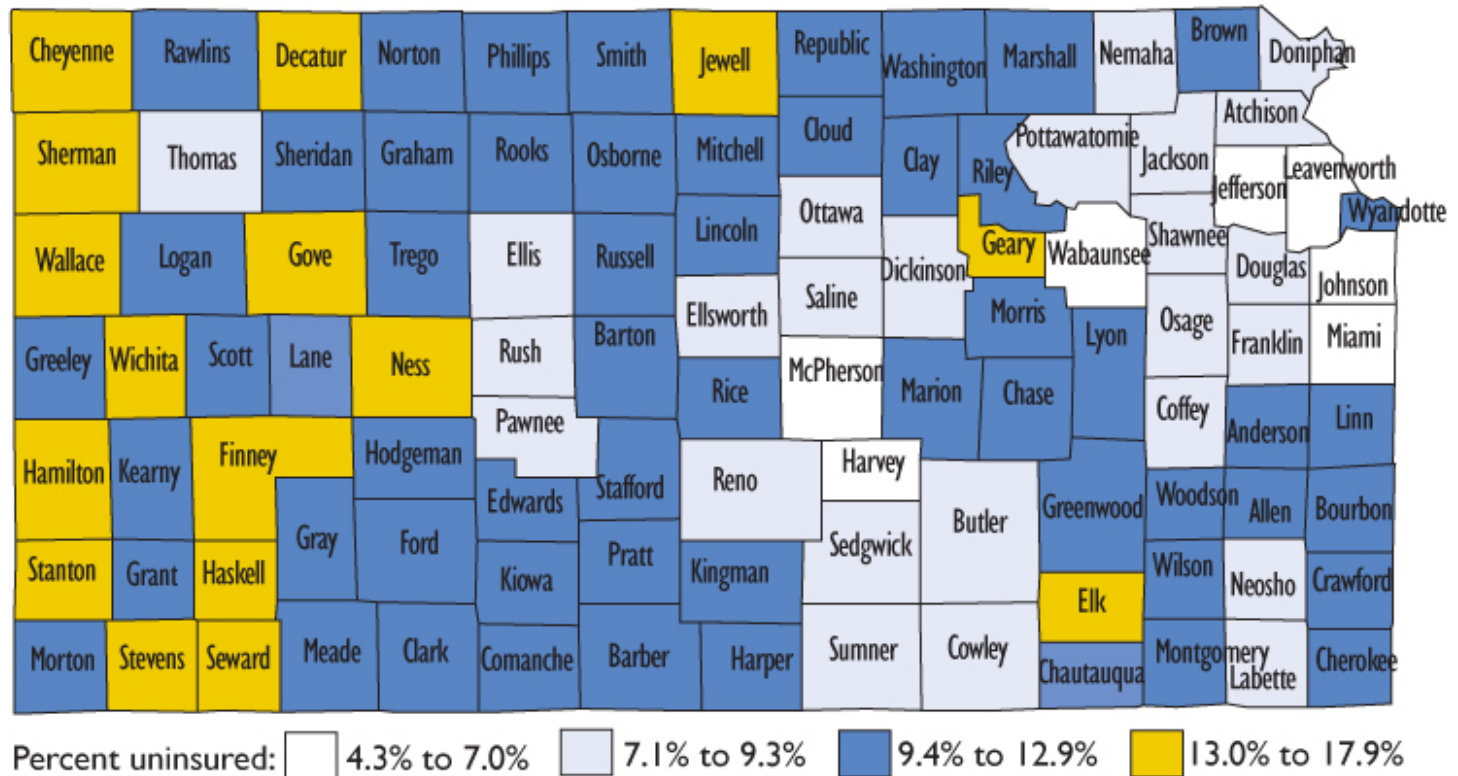 Cheyenne Rawlins Decatur Norton Phillips Smith Jewell Republic Washington Marshall Nemaha Brown Doniphan
Sherman Thomas Sheridan Graham Rooks Osborne Mitchell Cloud Clay Riley Pottawatomie Jackson Atchison Jefferson Leavenworth Wyandotte
Wallace Logan Gove Trego Ellis Russell Lincoln Ottawa Dickinson Geary Wabaunsee Shawnee Douglas Johnson
Greeley Wichita Scott Lane Ness Rush Barton Ellsworth Saline Morris Lyon Osage Franklin Miami
Hamilton Kearny Finney Hodgeman Pawnee Rice McPherson Marion Chase Coffey Anderson Linn
Stanton Grant Haskell Gray Ford Edwards Stafford Reno Harvey Butler Greenwood Woodson Allen Bourbon
Kiowa Pratt Kingman Sedgwick Elk Wilson Neosho Crawford
Morton Stevens Seward Meade Clark Comanche Barber Harper Sumner Cowley Chautauqua Montgomery Labette Cherokee
Percent uninsured: 4.3% to 7.0% 7.1% to 9.3% 9.4% to 12.9% 13.0% to 17.9%